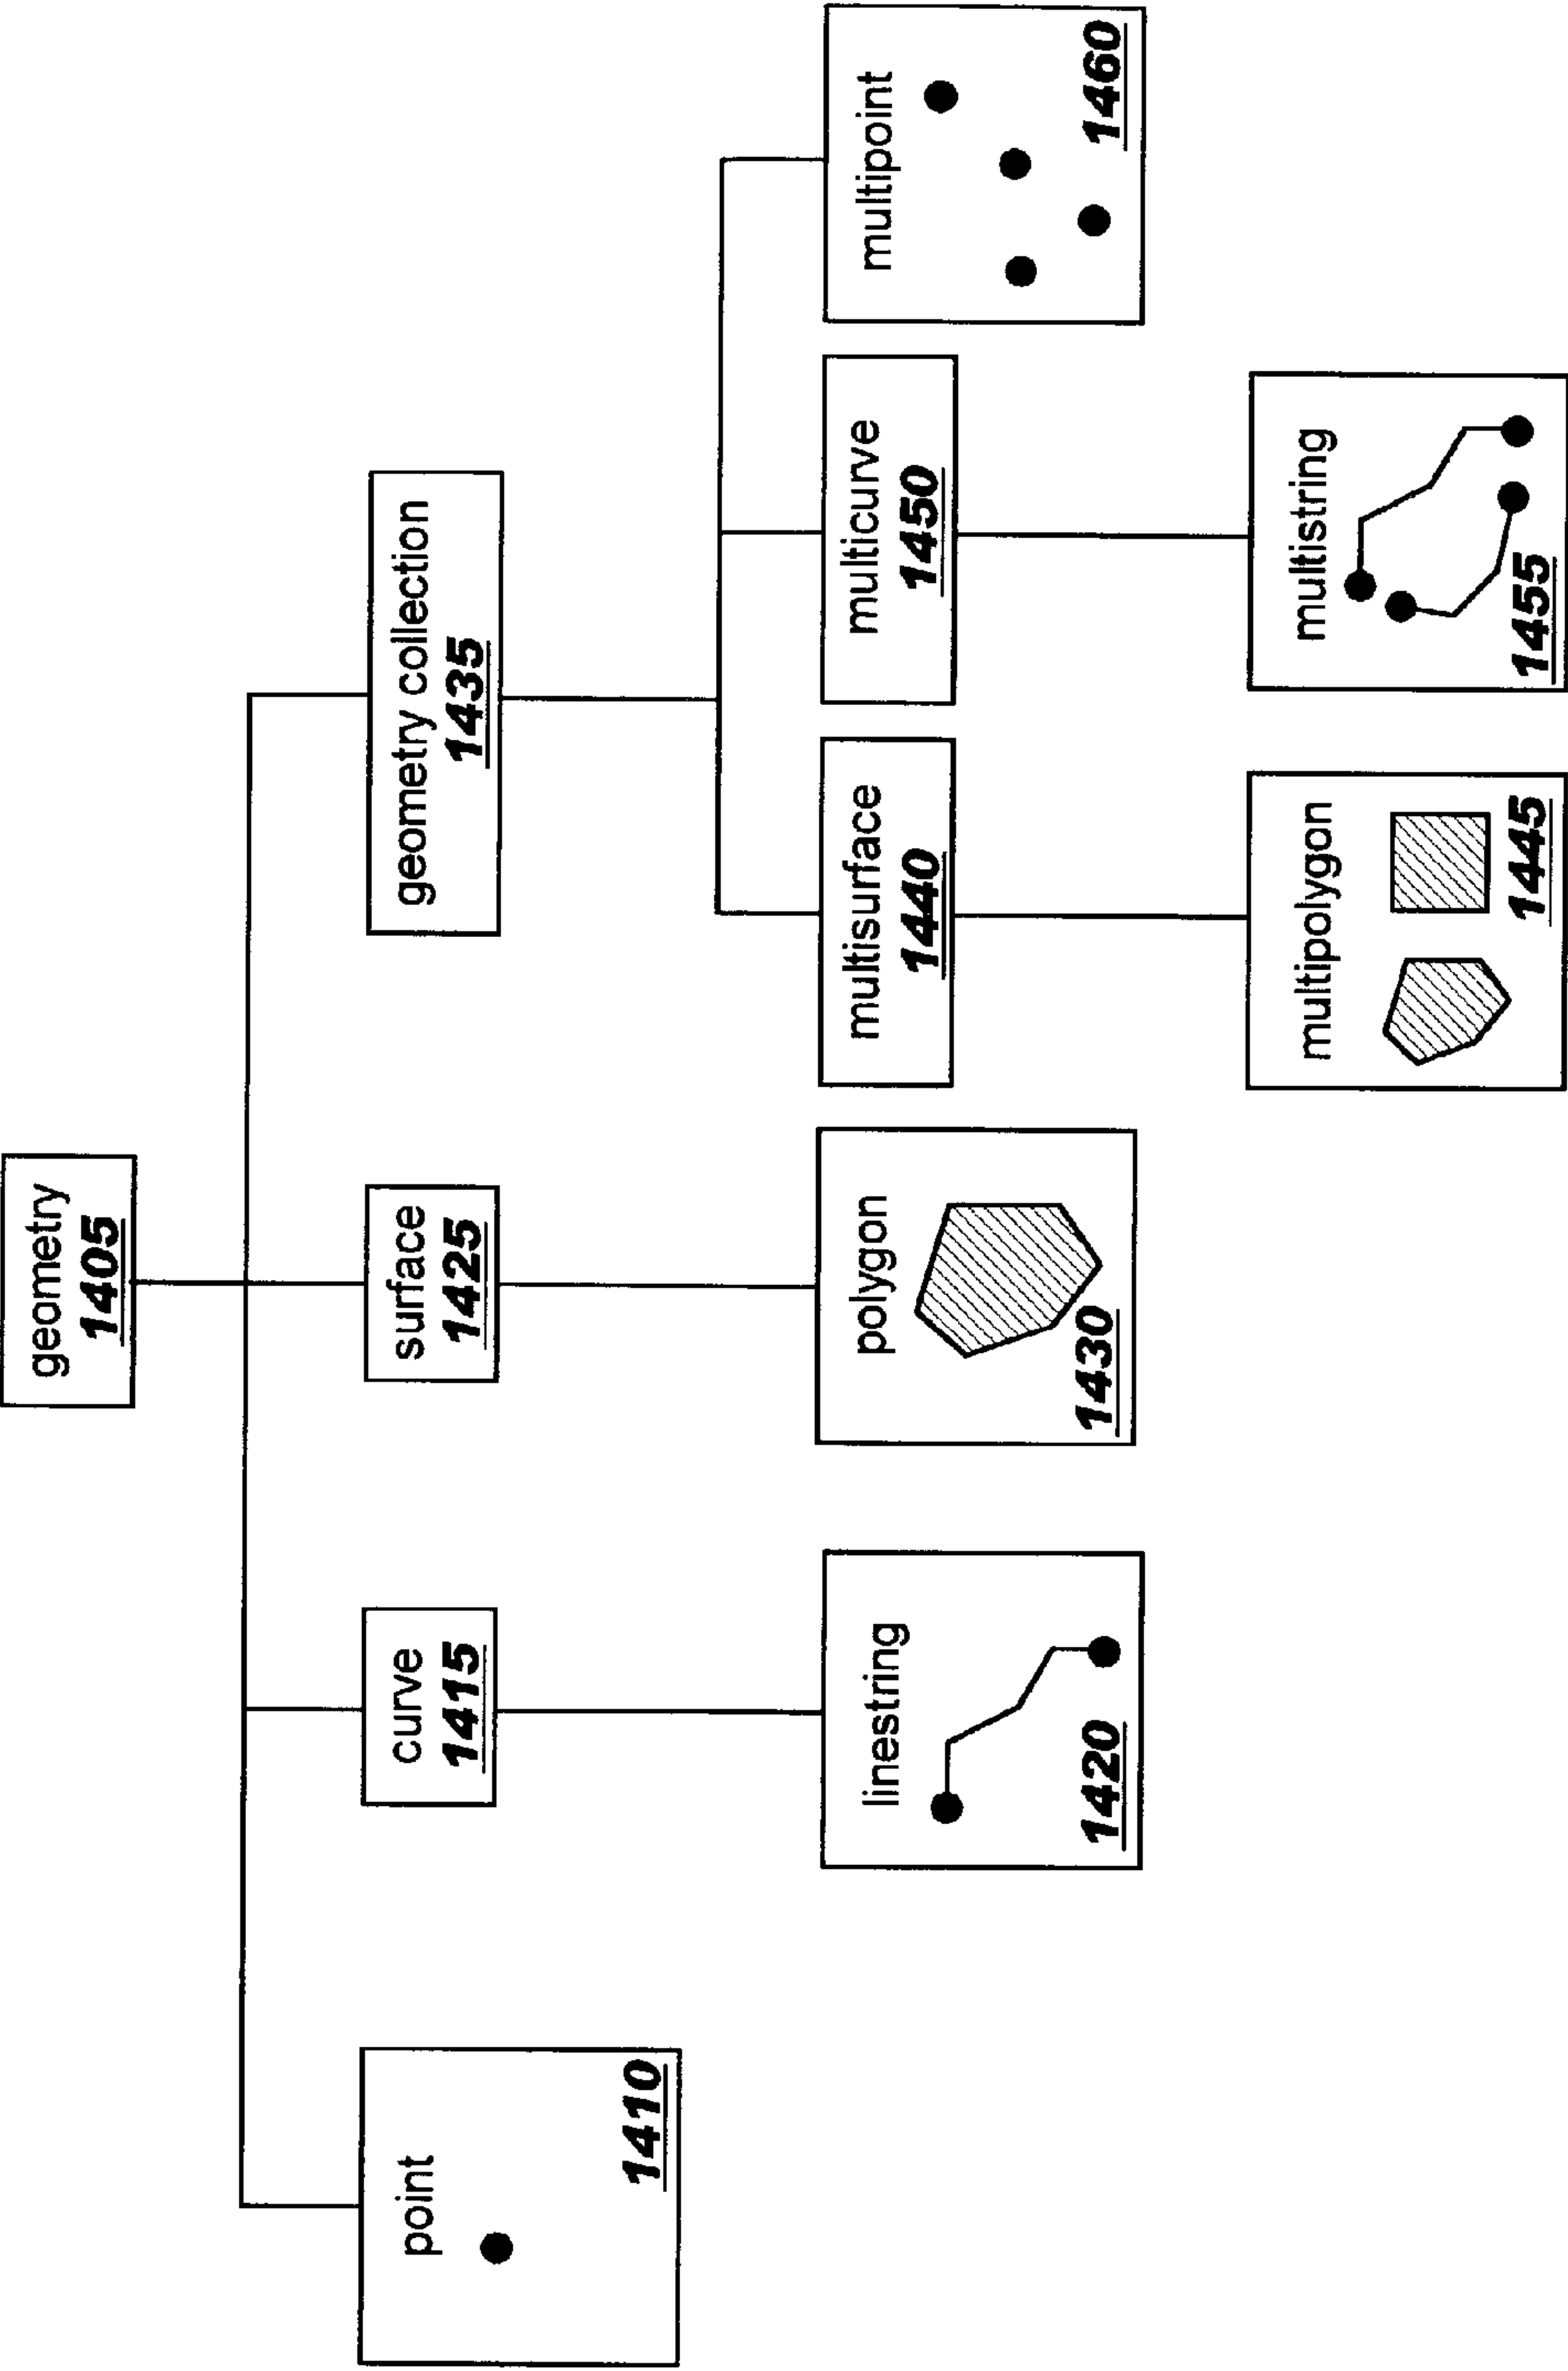 geometry
1405
point
1410
curve
1415
surface
1425
geometry collection
1435
linestring
1420
polygon
1430
multisurface
1440
multicurve
1450
multipoint
1460
multipolygon
1445
multistring
1455